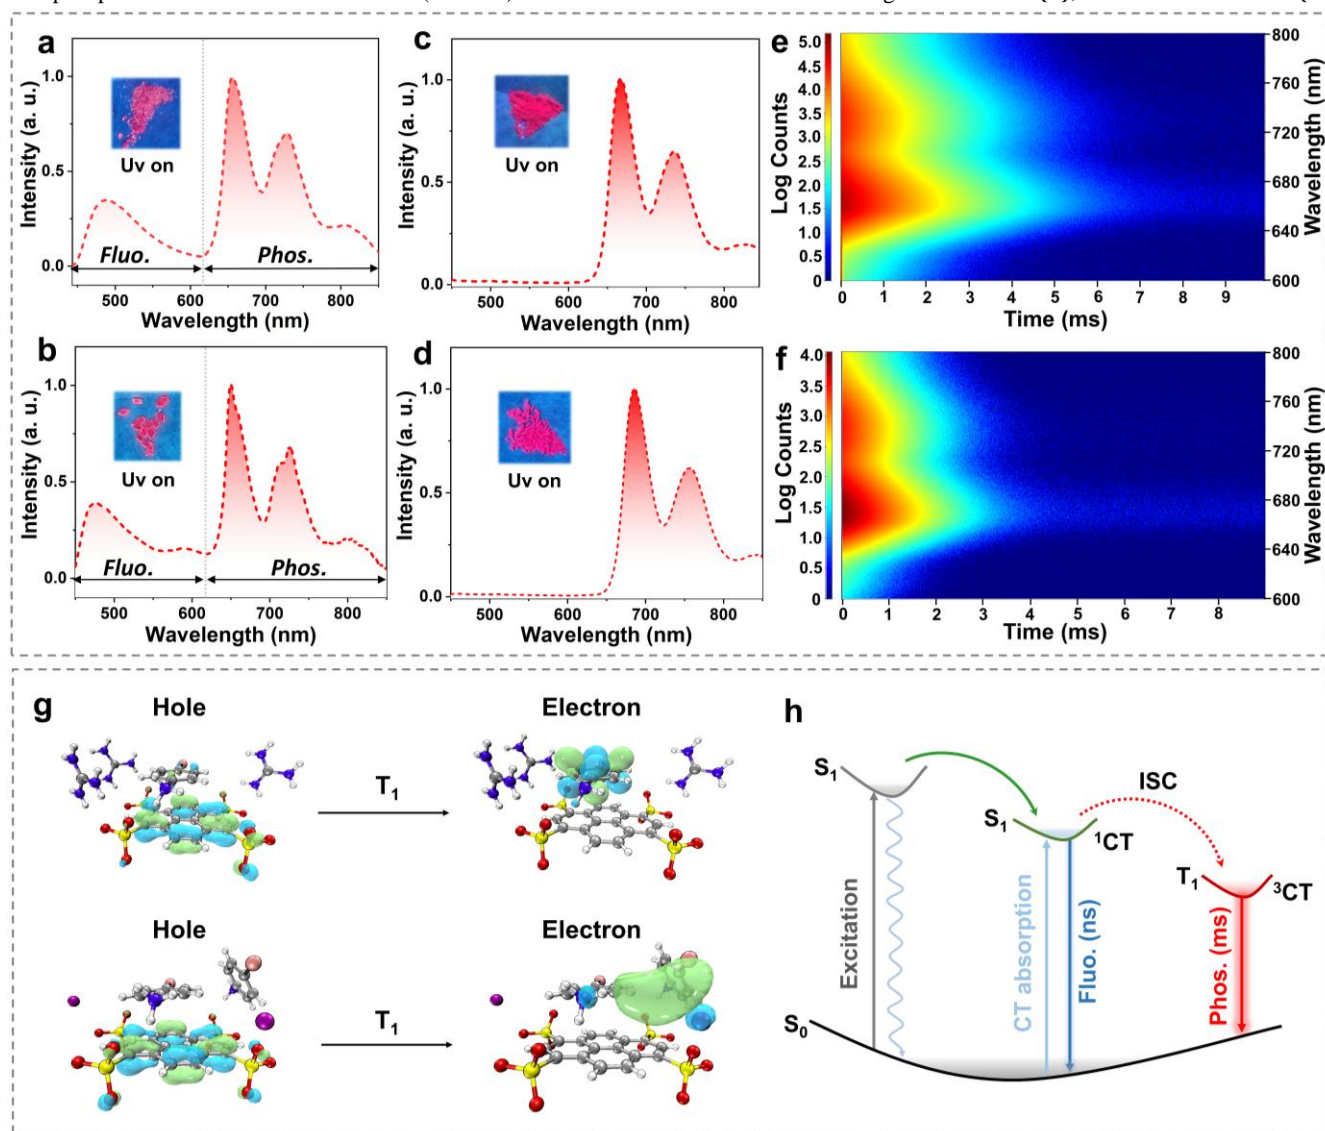 a
Intensity (a. u.)
1.0
0.5
0.0
Uv on
Fluo.
Phos.
500 600 700 800
Wavelength (nm)
c
Intensity (a. u.)
1.0
0.5
0.0
Uv on
500 600 700 800
Wavelength (nm)
e
Log Counts
5.0
4.5
4.0
3.5
3.0
2.5
2.0
1.5
1.0
0.5
0
0 1 2 3 4 5 6 7 8 9
Time (ms)
800
760
720
680
640
600
Wavelength (nm)
b
Intensity (a. u.)
1.0
0.5
0.0
Uv on
Fluo.
Phos.
500 600 700 800
Wavelength (nm)
d
Intensity (a. u.)
1.0
0.5
0.0
Uv on
500 600 700 800
Wavelength (nm)
f
Log Counts
4.0
3.5
3.0
2.5
2.0
1.5
1.0
0.5
0
0 1 2 3 4 5 6 7 8
Time (ms)
800
760
720
680
640
600
Wavelength (nm)
g
Hole
T1
Electron
Hole
T1
Electron
h
S1
S1
1CT
ISC
T1
3CT
Excitation
CT absorption
Fluo. (ns)
Phos. (ms)
S0